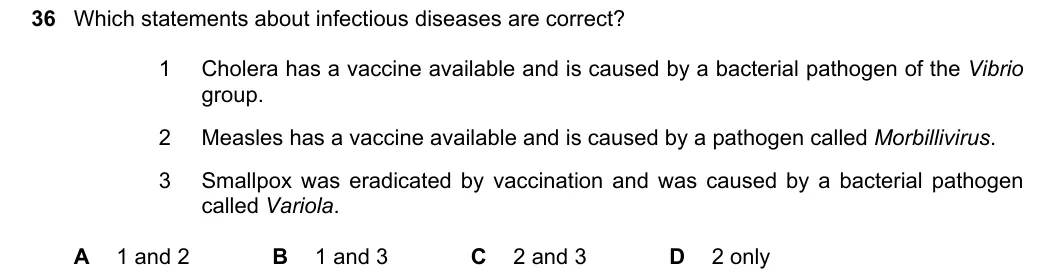 36 Which statements about infectious diseases are correct?
1 Cholera has a vaccine available and is caused by a bacterial pathogen of the Vibrio
group.
2 Measles has a vaccine available and is caused by a pathogen called Morbillivirus.
3 Smallpox was eradicated by vaccination and was caused by a bacterial pathogen
called Variola.
A 1 and 2 B 1 and 3 C 2 and 3 D 2 only